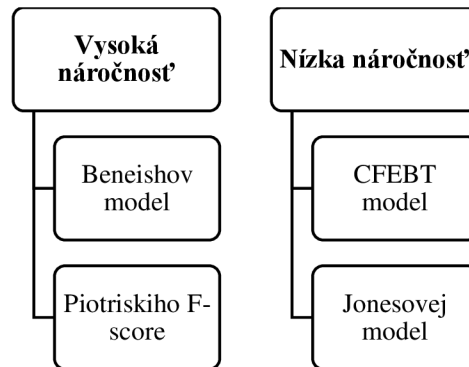 Vysoká
náročnosť
Beneishov
model
Piotriskiho F-
score
Nízka náročnosť
CFEBT
model
Jonesovej
model